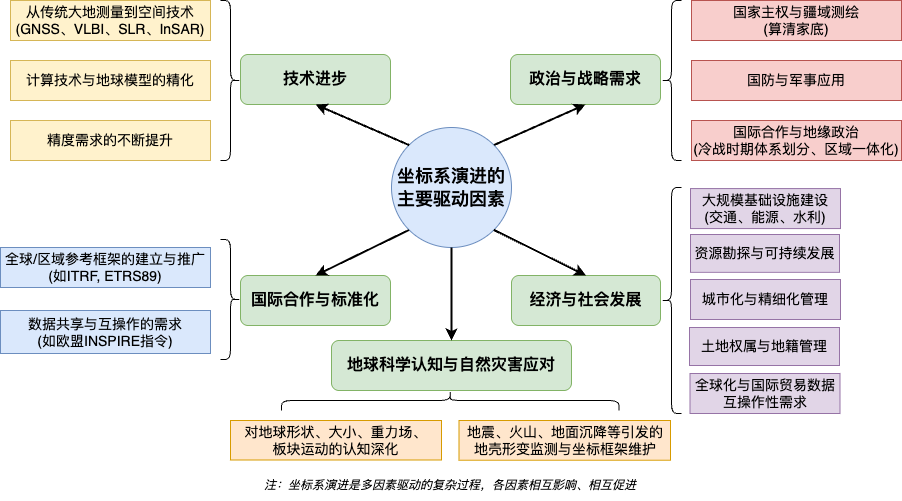 从传统大地测量到空间技术
(GNSS、VLBI、SLR、InSAR)
计算技术与地球模型的精化
精度需求的不断提升
技术进步
政治与战略需求
国家主权与疆域测绘
(算清家底)
国防与军事应用
国际合作与地缘政治
(冷战时期体系划分、区域一体化)
坐标系演进的
主要驱动因素
全球/区域参考框架的建立与推广
(如ITRF, ETRS89)
数据共享与互操作的需求
(如欧盟INSPIRE指令)
国际合作与标准化
经济与社会发展
大规模基础设施建设
(交通、能源、水利)
资源勘探与可持续发展
城市化与精细化管理
土地权属与地籍管理
全球化与国际贸易数据
互操作性需求
地球科学认知与自然灾害应对
对地球形状、大小、重力场、
板块运动的认知深化
地震、火山、地面沉降等引发的
地壳形变监测与坐标框架维护
注：坐标系演进是多因素驱动的复杂过程，各因素相互影响、相互促进